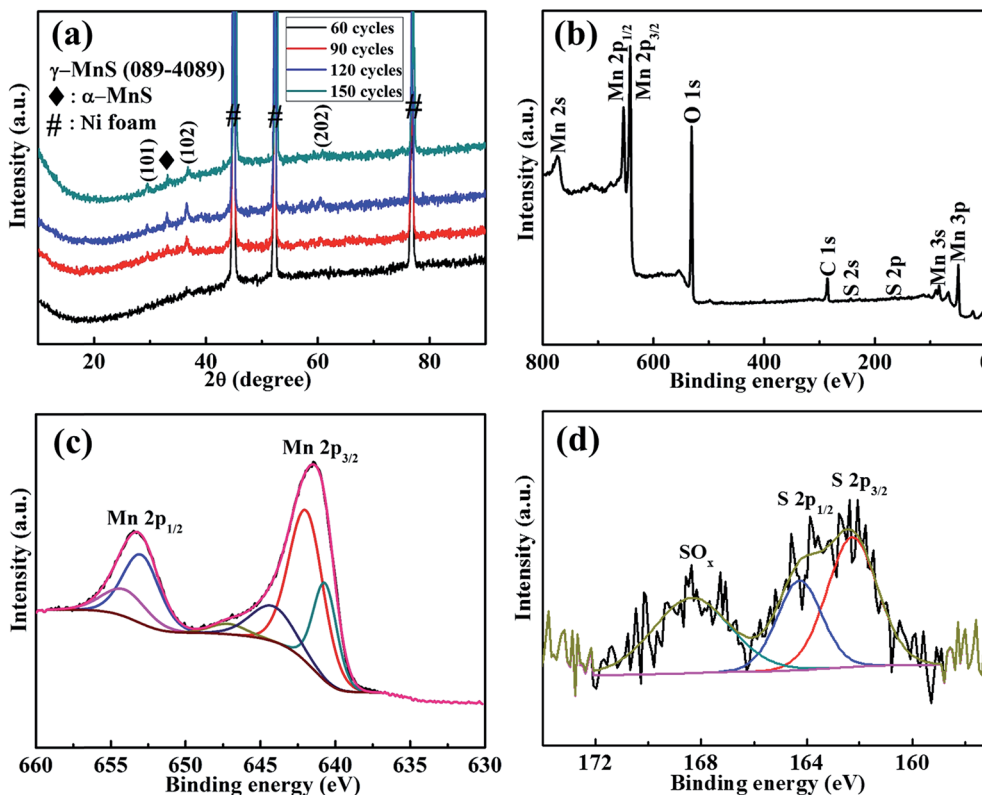 (a)
60 cycles
90 cycles
120 cycles
150 cycles
γ–MnS (089-4089)
◆ : α–MnS
# : Ni foam
# # #
(101) ◆ (102) (202)
Intensity (a.u.)
20 40 60 80
2θ (degree)
(b)
Mn 2s
Mn 2p1/2
Mn 2p3/2
O 1s
C 1s
S 2s
S 2p
Mn 3s
Mn 3p
Intensity (a.u.)
800 600 400 200 0
Binding energy (eV)
(c)
Mn 2p3/2
Mn 2p1/2
Intensity (a.u.)
660 655 650 645 640 635 630
Binding energy (eV)
(d)
S 2p3/2
S 2p1/2
SOx
Intensity (a.u.)
172 168 164 160
Binding energy (eV)